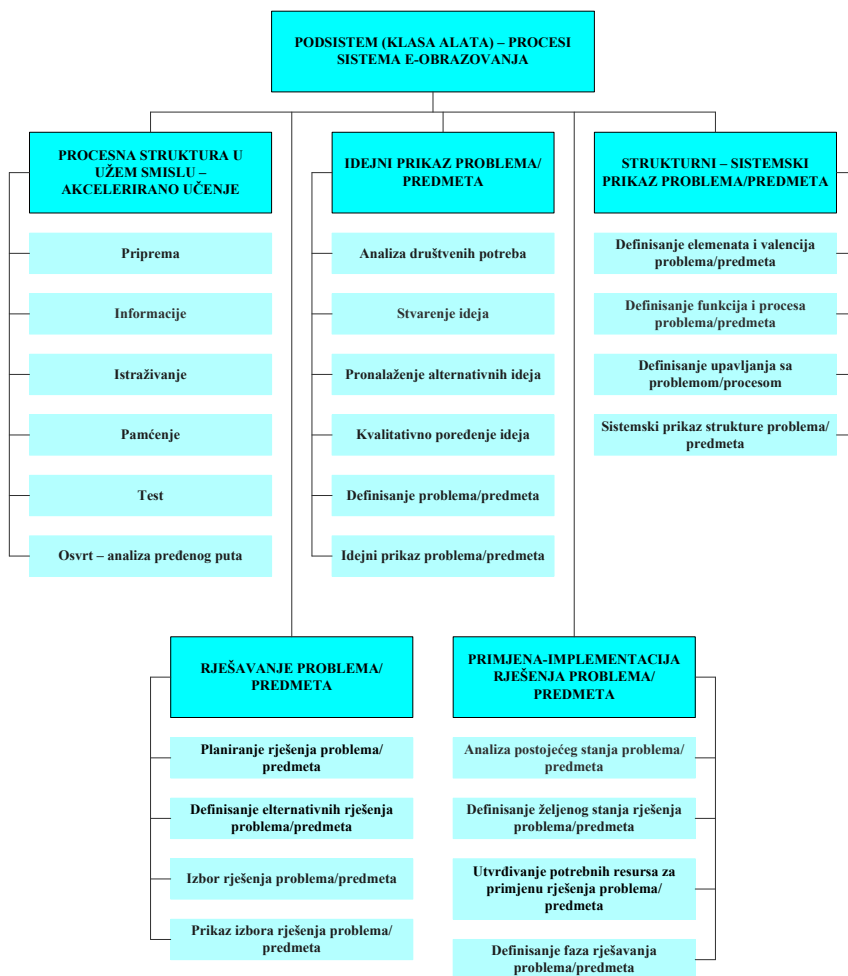 PODSISTEM (KLASA ALATA) – PROCESI
SISTEMA E-OBRAZOVANJA
PROCESNA STRUKTURA U
UŽEM SMISLU –
AKCELERIRANO UČENJE
Priprema
Informacije
Istraživanje
Pamćenje
Test
Osvrt – analiza pređenog puta
IDEJNI PRIKAZ PROBLEMA/
PREDMETA
Analiza društvenih potreba
Stvarenje ideja
Pronalaženje alternativnih ideja
Kvalitativno poređenje ideja
Definisanje problema/predmeta
Idejni prikaz problema/predmeta
STRUKTURNI – SISTEMSKI
PRIKAZ PROBLEMA/PREDMETA
Definisanje elemenata i valencija
problema/predmeta
Definisanje funkcija i procesa
problema/predmeta
Definisanje upavljanja sa
problemom/procesom
Sistemski prikaz strukture problema/
predmeta
RJEŠAVANJE PROBLEMA/
PREDMETA
Planiranje rješenja problema/
predmeta
Definisanje elternativnih rješenja
problema/predmeta
Izbor rješenja problema/predmeta
Prikaz izbora rješenja problema/
predmeta
PRIMJENA-IMPLEMENTACIJA
RJEŠENJA PROBLEMA/
PREDMETA
Analiza postojećeg stanja problema/
predmeta
Definisanje željenog stanja rješenja
problema/predmeta
Utvrđivanje potrebnih resursa za
primjenu rješenja problema/
predmeta
Definisanje faza rješavanja
problema/predmeta